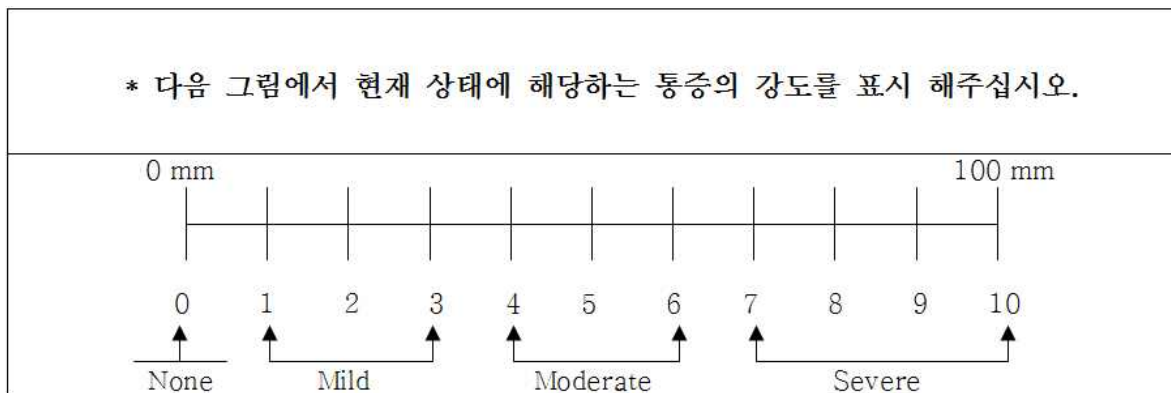 * 다음 그림에서 현재 상태에 해당하는 통증의 강도를 표시 해주십시오.
0 mm 100 mm
0 1 2 3 4 5 6 7 8 9 10
None Mild Moderate Severe